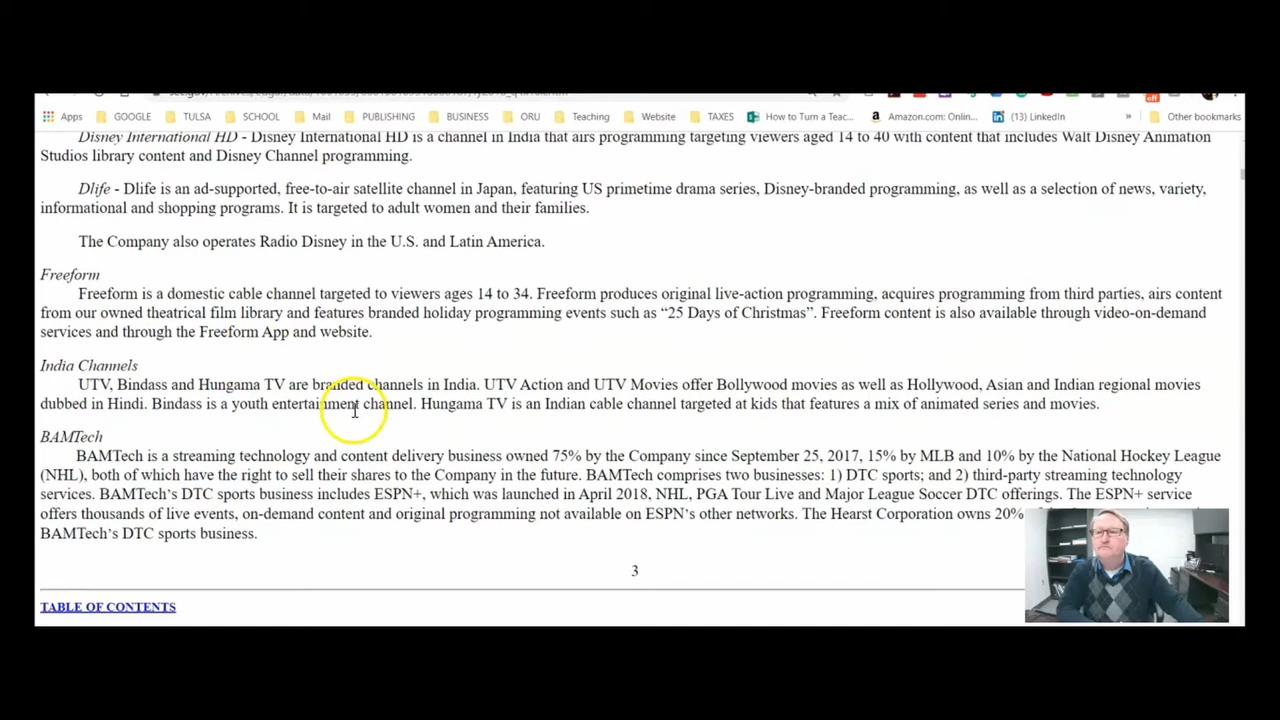 Apps GOOGLE TULSA SCHOOL Mail PUBLISHING BUSINESS ORU Teaching Website TAXES How to Turn a Teac... Amazon.com: Onlin... (13) LinkedIn » Other bookmarks
off
Disney International HD - Disney International HD is a channel in India that airs programming targeting viewers aged 14 to 40 with content that includes Walt Disney Animation
Studios library content and Disney Channel programming.
Dlife - Dlife is an ad-supported, free-to-air satellite channel in Japan, featuring US primetime drama series, Disney-branded programming, as well as a selection of news, variety,
informational and shopping programs. It is targeted to adult women and their families.
The Company also operates Radio Disney in the U.S. and Latin America.
Freeform
Freeform is a domestic cable channel targeted to viewers ages 14 to 34. Freeform produces original live-action programming, acquires programming from third parties, airs content
from our owned theatrical film library and features branded holiday programming events such as “25 Days of Christmas”. Freeform content is also available through video-on-demand
services and through the Freeform App and website.
India Channels
UTV, Bindass and Hungama TV are branded channels in India. UTV Action and UTV Movies offer Bollywood movies as well as Hollywood, Asian and Indian regional movies
dubbed in Hindi. Bindass is a youth entertainment channel. Hungama TV is an Indian cable channel targeted at kids that features a mix of animated series and movies.
BAMTech
BAMTech is a streaming technology and content delivery business owned 75% by the Company since September 25, 2017, 15% by MLB and 10% by the National Hockey League
(NHL), both of which have the right to sell their shares to the Company in the future. BAMTech comprises two businesses: 1) DTC sports; and 2) third-party streaming technology
services. BAMTech’s DTC sports business includes ESPN+, which was launched in April 2018, NHL, PGA Tour Live and Major League Soccer DTC offerings. The ESPN+ service
offers thousands of live events, on-demand content and original programming not available on ESPN’s other networks. The Hearst Corporation owns 20%
BAMTech’s DTC sports business.
3
TABLE OF CONTENTS